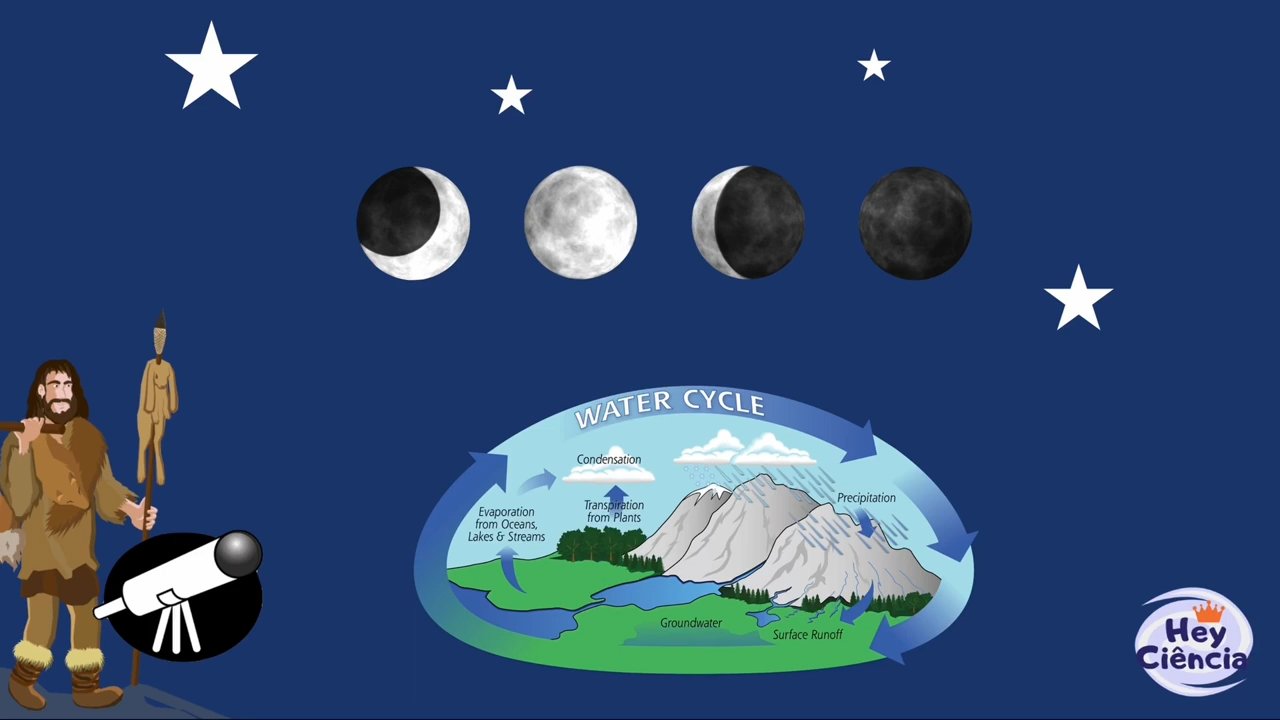 WATER CYCLE
Condensation
Precipitation
Transpiration
from Plants
Evaporation
from Oceans,
Lakes & Streams
Groundwater
Surface Runoff
Hey
Ciência